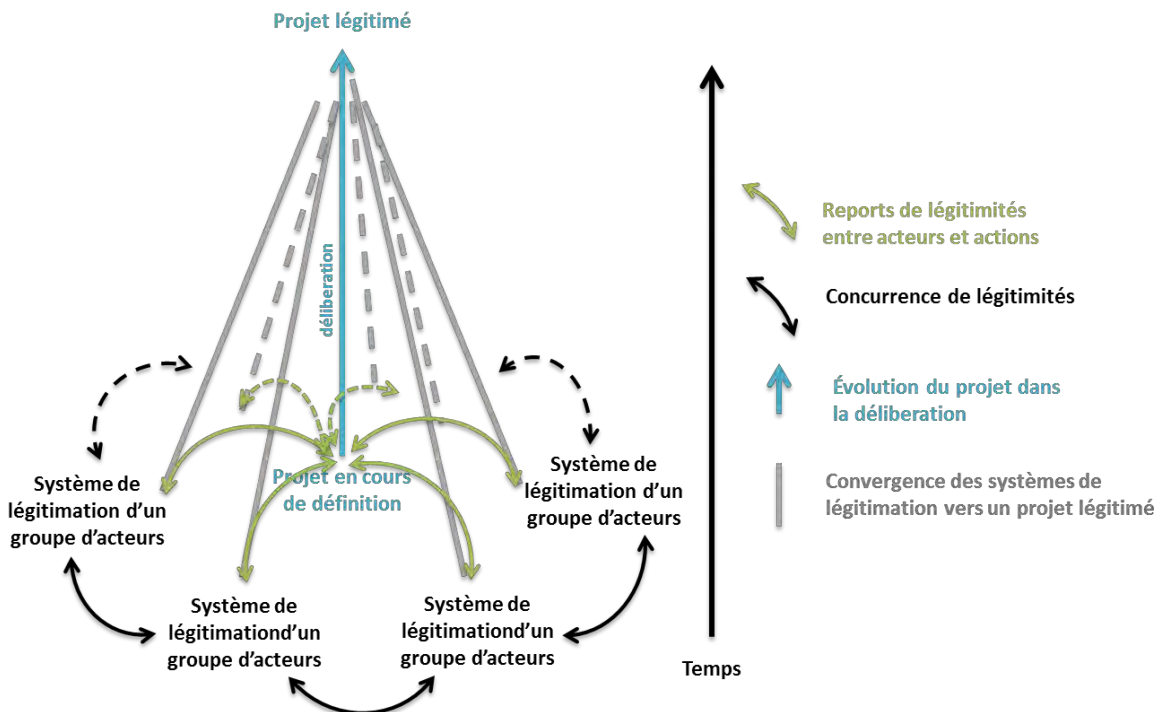 Projet légitimé
déliberation
Projet en cours
de définition
Système de
légitimation d'un
groupe d'acteurs
Système de
légitimationd'un
groupe d'acteurs
Système de
légitimationd'un
groupe d'acteurs
Système de
légitimation d'un
groupe d'acteurs
Temps
Reports de légitimités
entre acteurs et actions
Concurrence de légitimités
Évolution du projet dans
la déliberation
Convergence des systèmes de
légitimation vers un projet légitimé